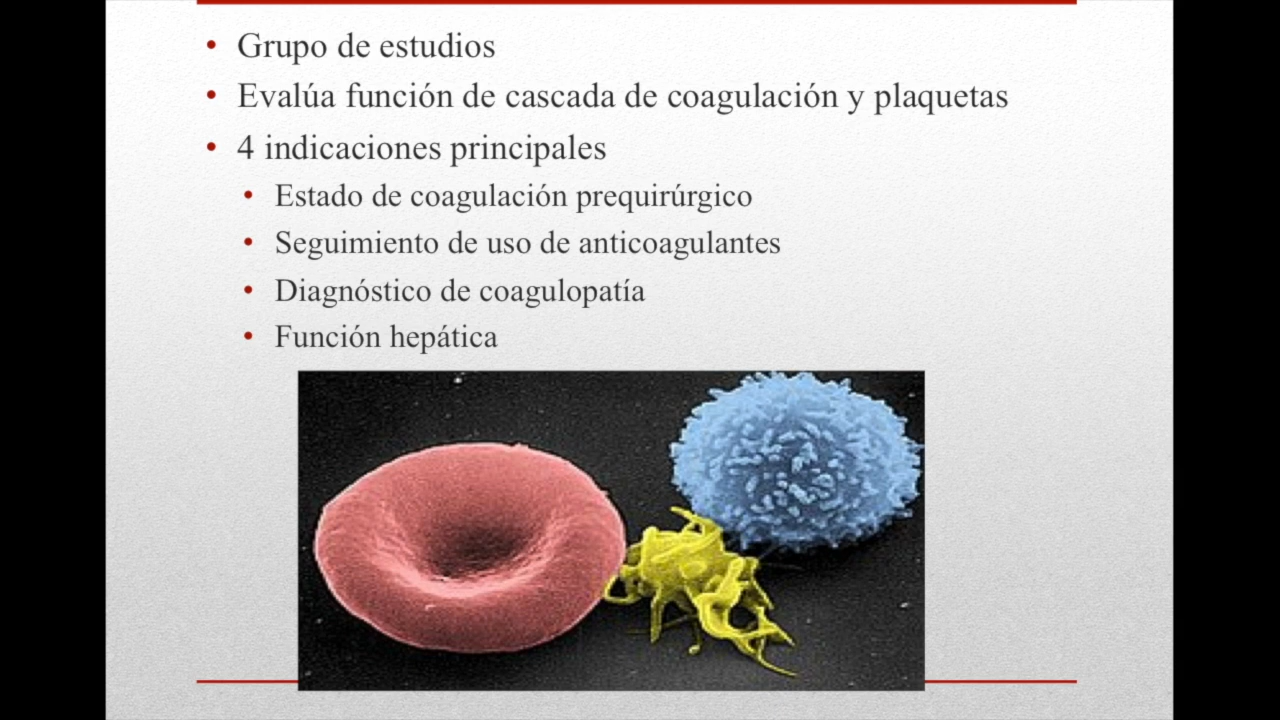 • Grupo de estudios
• Evalúa función de cascada de coagulación y plaquetas
• 4 indicaciones principales
• Estado de coagulación prequirúrgico
• Seguimiento de uso de anticoagulantes
• Diagnóstico de coagulopatía
• Función hepática